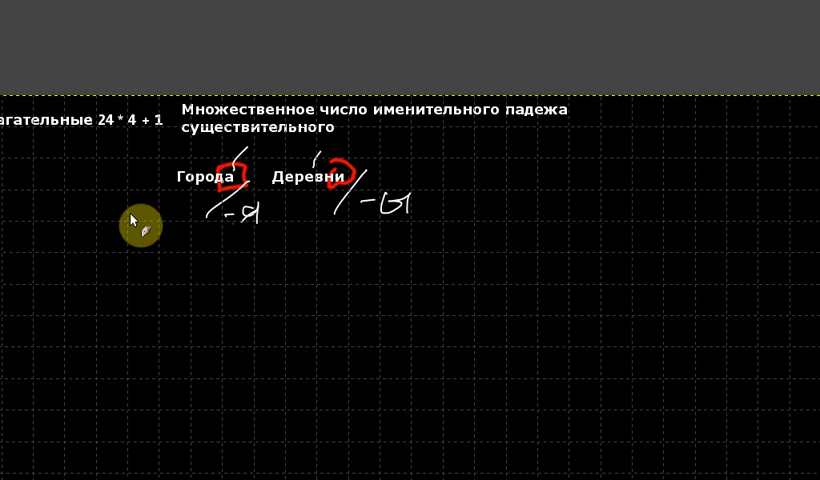 агательные 24 * 4 + 1
Множественное число именительного падежа
существительного
Города Деревни
/-я /-ы